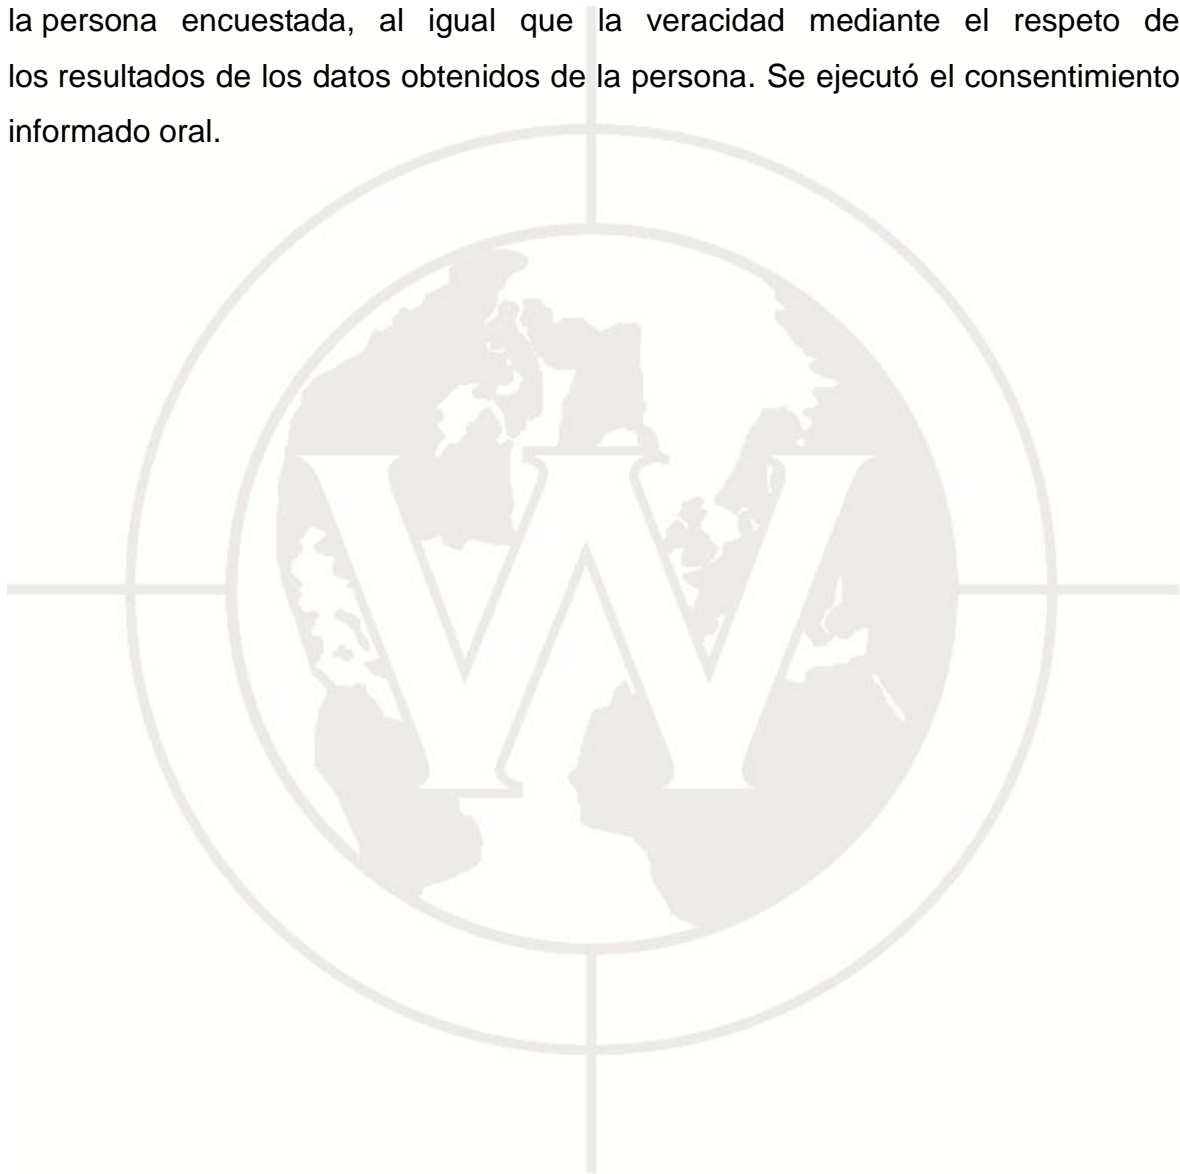 la persona encuestada, al igual que la veracidad mediante el respeto de
los resultados de los datos obtenidos de la persona. Se ejecutó el consentimiento
informado oral.
W